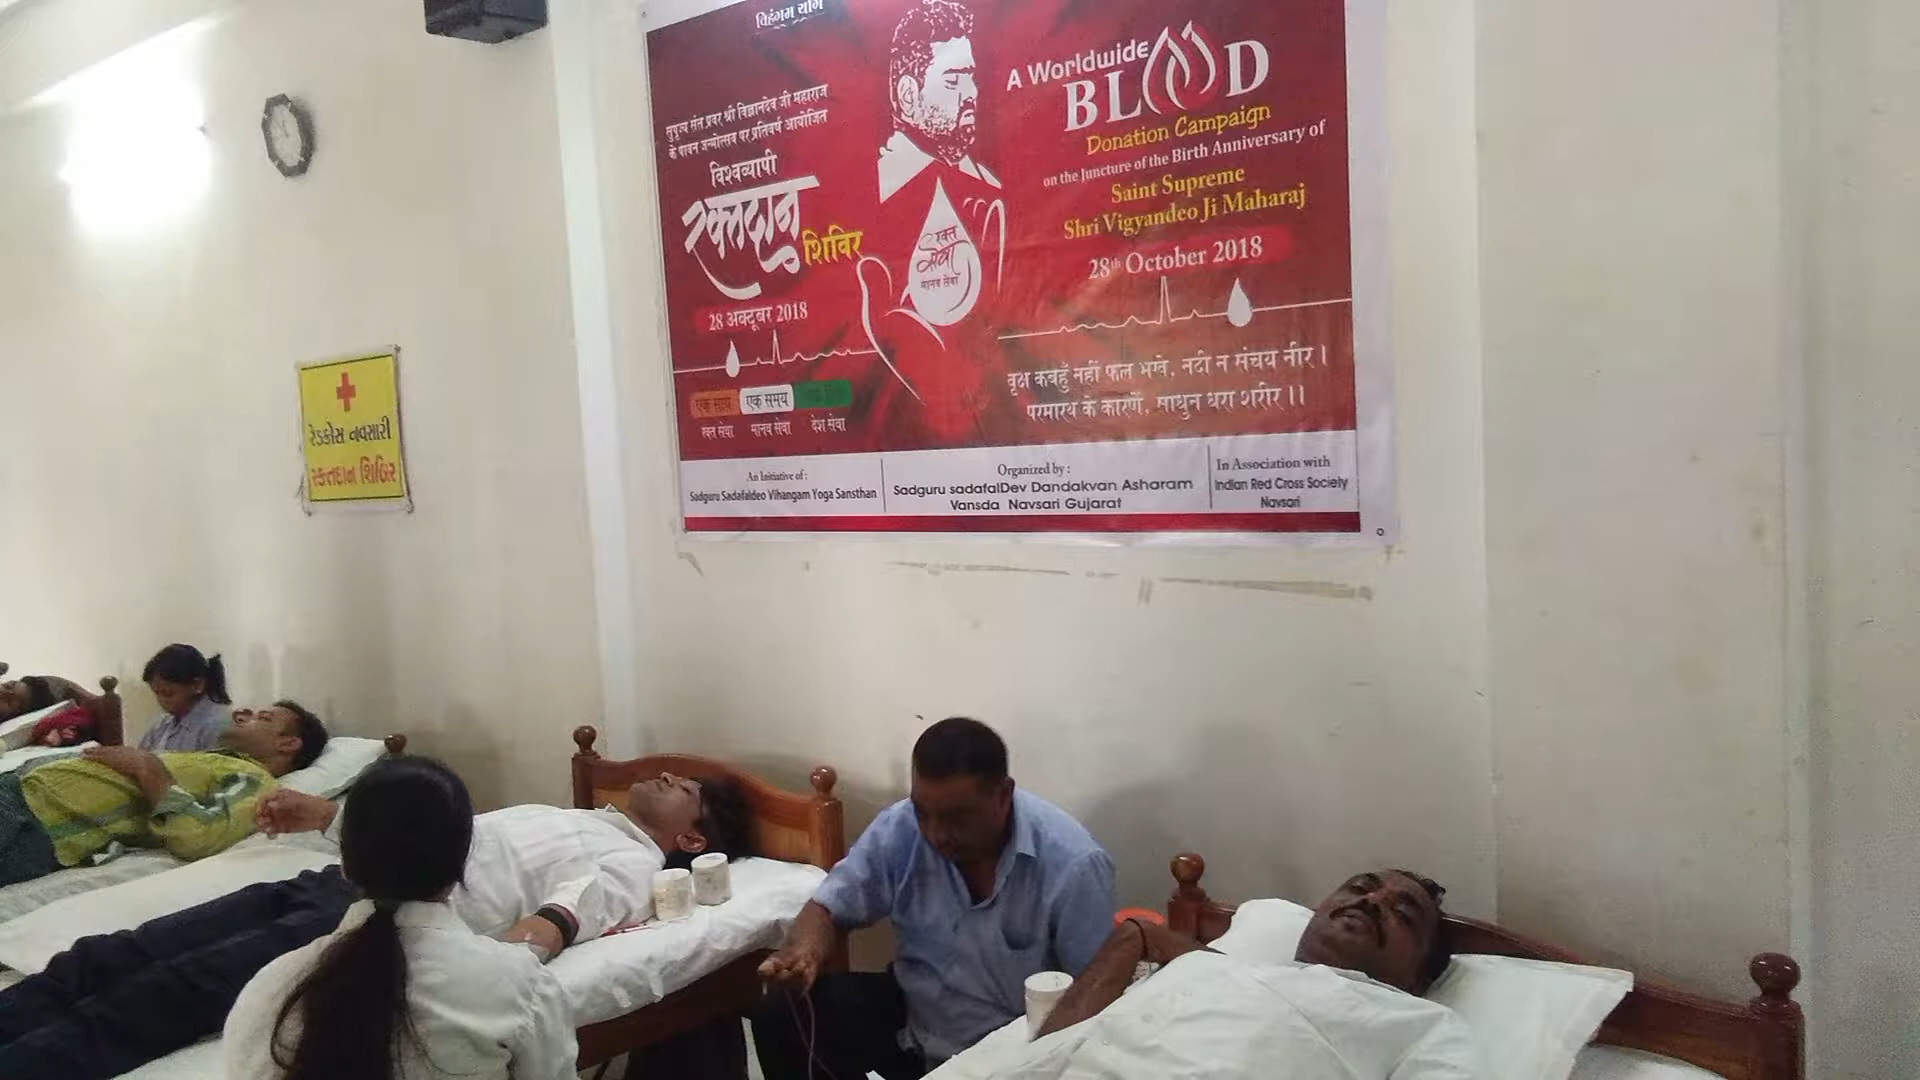 विहंगम योग
सुपूज्य संत प्रवर श्री विज्ञानदेव जी महाराज
के पावन जन्मोत्सव पर प्रतिवर्ष आयोजित
विश्वव्यापी
रक्तदान
शिविर
28 अक्टूबर 2018
एक साथ एक समय
रक्त सेवा मानव सेवा देश सेवा
रक्त
सेवा
मानव सेवा
A Worldwide
BLOOD
Donation Campaign
on the Juncture of the Birth Anniversary of
Saint Supreme
Shri Vigyandeo Ji Maharaj
28th October 2018
वृक्ष कबहुँ नहीं फल भखे, नदी न संचय नीर।
परमारथ के कारणें, साधुन धरा शरीर।।
An Initiative of :
Sadguru Sadafaldeo Vihangam Yoga Sansthan
Organized by :
Sadguru sadafalDev Dandakvan Asharam
Vansda Navsari Gujarat
In Association with
Indian Red Cross Society
Navsari
રેડક્રોસ નવસારી
રક્તદાન શિબિર